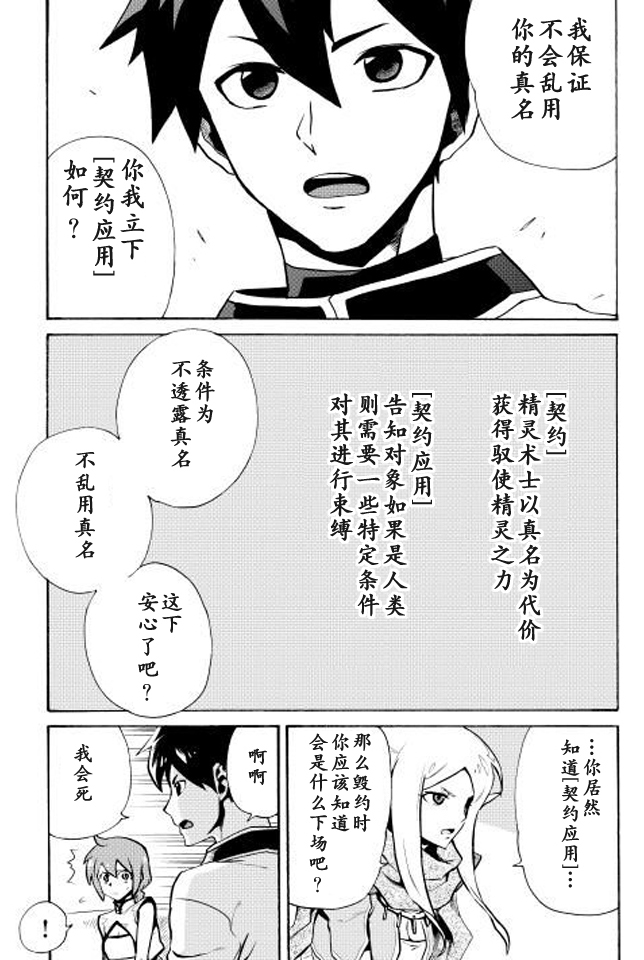 我保证
不会乱用
你的真名
你我立下
[契约应用]
如何？
[契约]
精灵术士以真名为代价
获得驭使精灵之力
[契约应用]
告知对象如果是人类
则需要一些特定条件
对其进行束缚
条件为
不透露真名
不乱用真名
这下
安心了吧？
…你居然
知道[契约应用]…
那么毁约时
你应该知道
会是什么下场吧？
啊啊
我会死
！